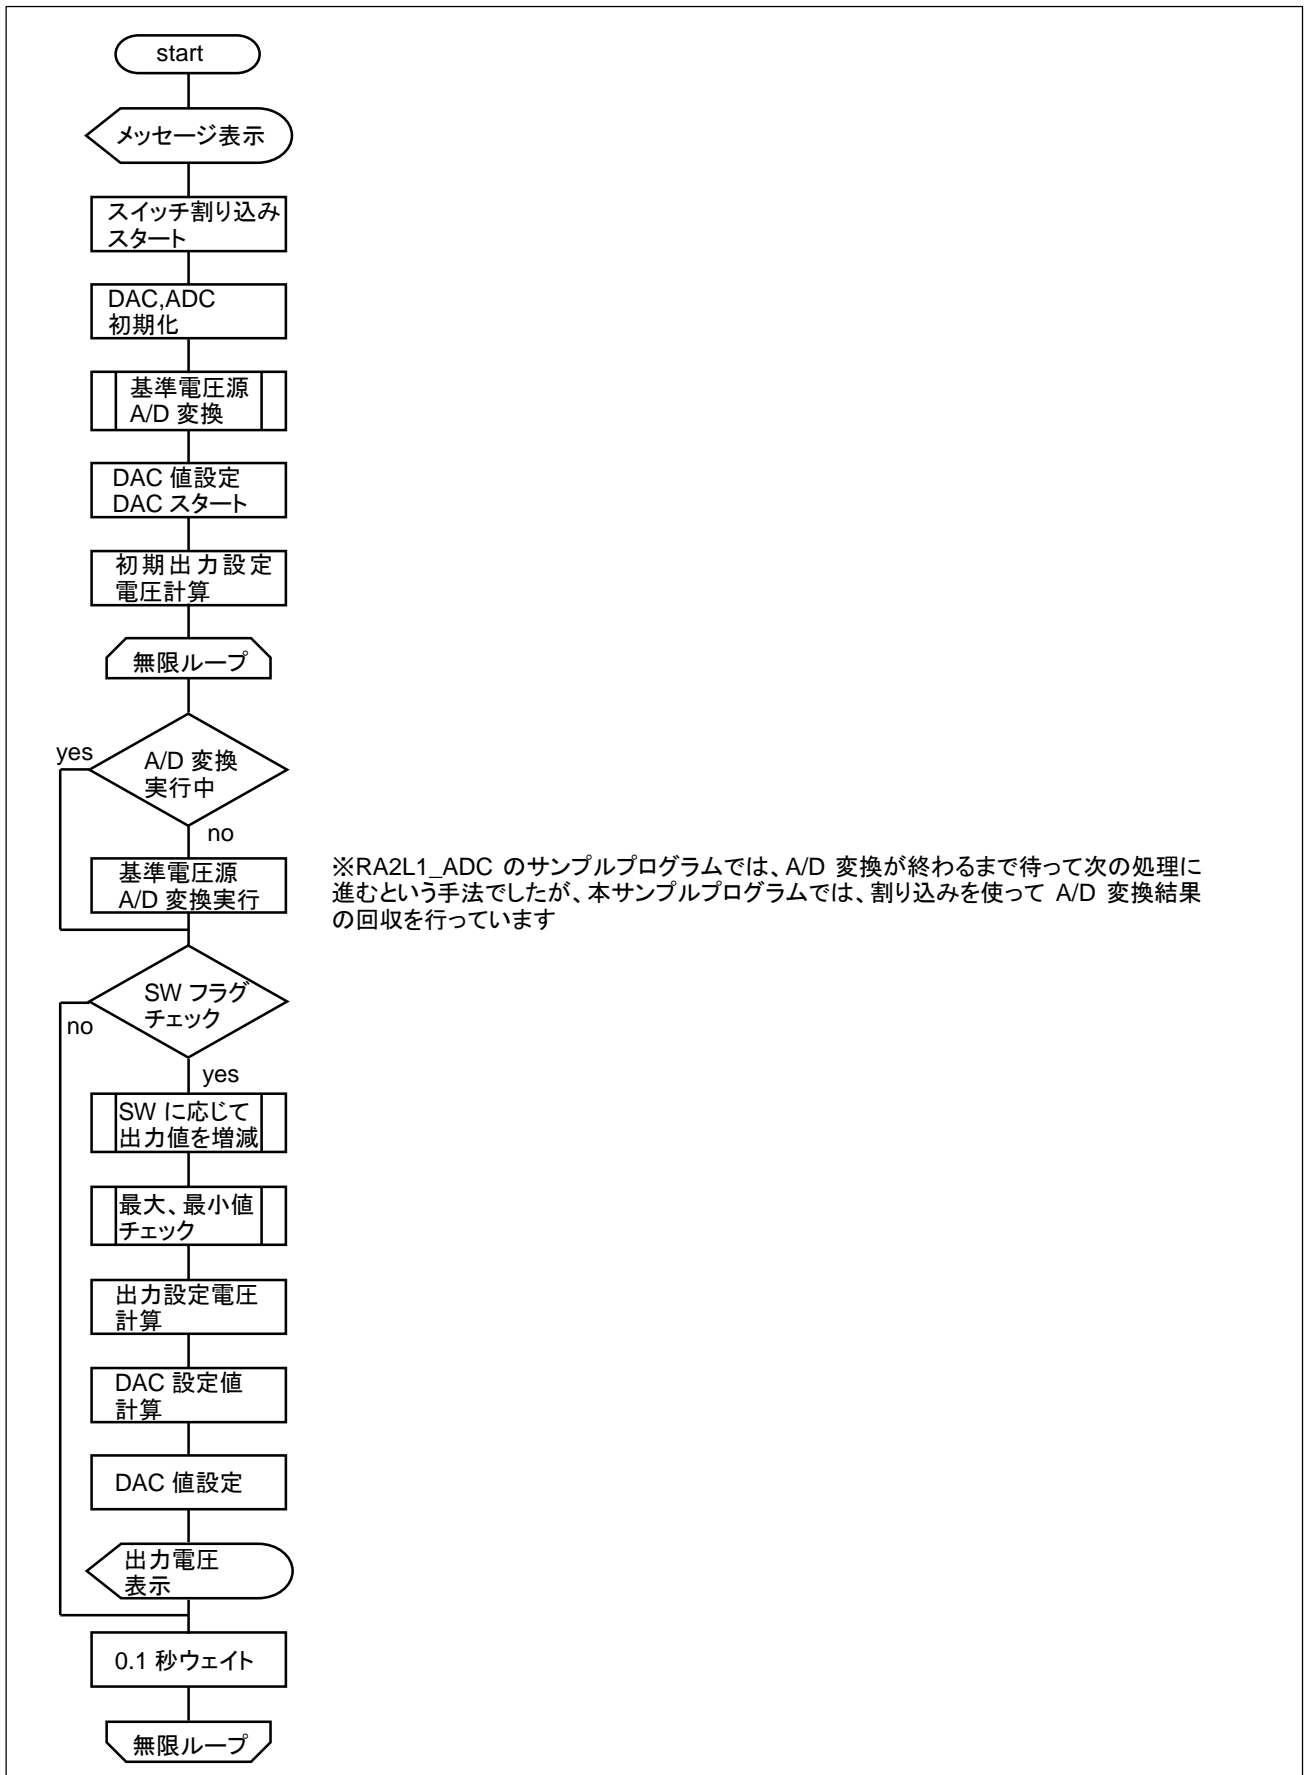 start
メッセージ表示
スイッチ割り込み
スタート
DAC,ADC
初期化
基準電圧源
A/D 変換
DAC 値設定
DAC スタート
初期出力設定
電圧計算
無限ループ
yes
A/D 変換
実行中
no
基準電圧源
A/D 変換実行
※RA2L1_ADC のサンプルプログラムでは、A/D 変換が終わるまで待って次の処理に
進むという手法でしたが、本サンプルプログラムでは、割り込みを使って A/D 変換結果
の回収を行っています
SW フラグ
チェック
no
yes
SW に応じて
出力値を増減
最大、最小値
チェック
出力設定電圧
計算
DAC 設定値
計算
DAC 値設定
出力電圧
表示
0.1 秒ウェイト
無限ループ